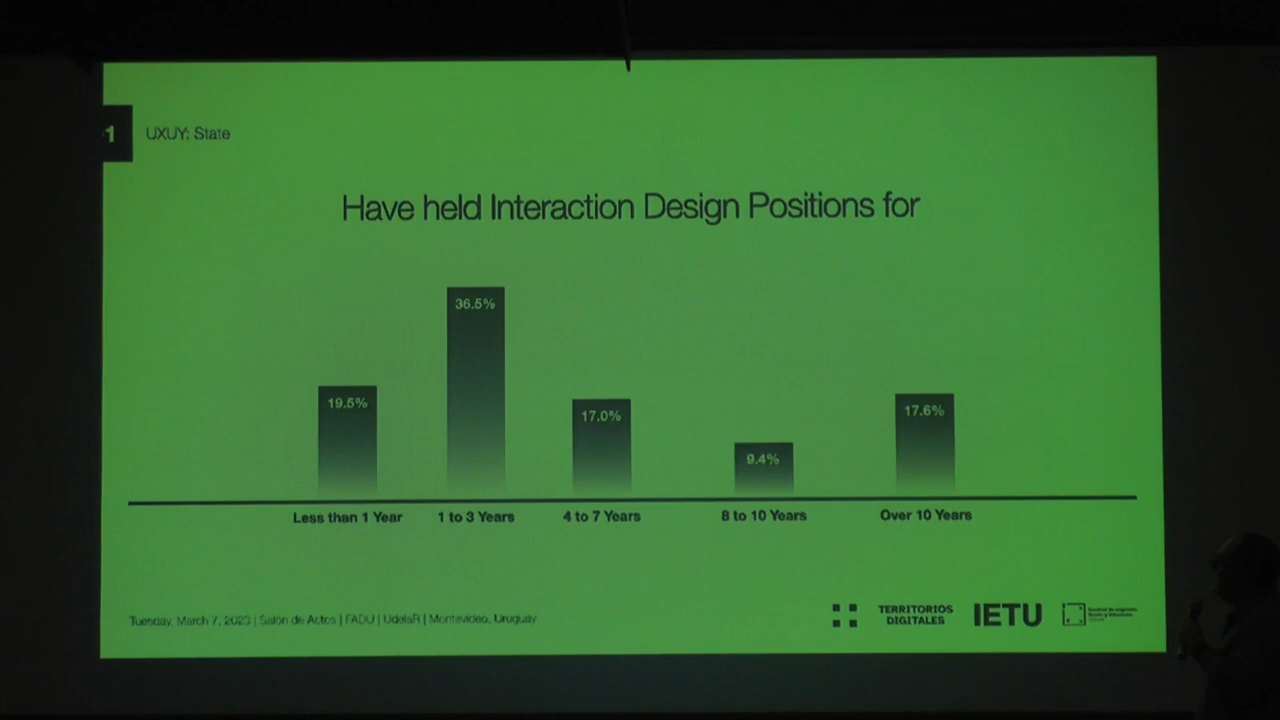 1
UXUY: State
Have held Interaction Design Positions for
19.5%
36.5%
17.0%
9.4%
17.6%
Less than 1 Year
1 to 3 Years
4 to 7 Years
8 to 10 Years
Over 10 Years
Tuesday, March 7, 2023 | Salón de Actos | FADU | UdelaR | Montevideo, Uruguay
TERRITORIOS
DIGITALES
IETU